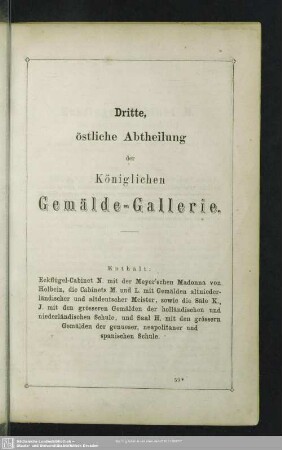 Dritte,
östliche Abtheilung
der
Königlichen
Gemälde-Gallerie.
Enthält:
Eckflügel-Cabinet N. mit der Meyer'schen Madonna von
Holbein, die Cabinets M. und L. mit Gemälden altnieder-
ländischer und altdeutscher Meister, sowie die Säle K.,
J. mit den grösseren Gemälden der holländischen und
niederländischen Schule, und Saal H. mit den grössern
Gemälden der genueser, neapolitaner und
spanischen Schule.